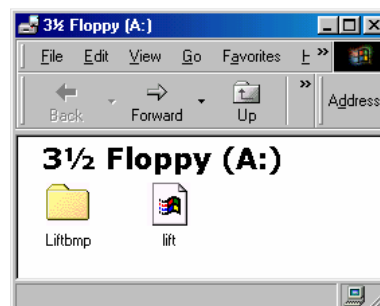 3½ Floppy (A:)
File Edit View Go Favorites H »
Back Forward Up » Address
3½ Floppy (A:)
Liftbmp lift